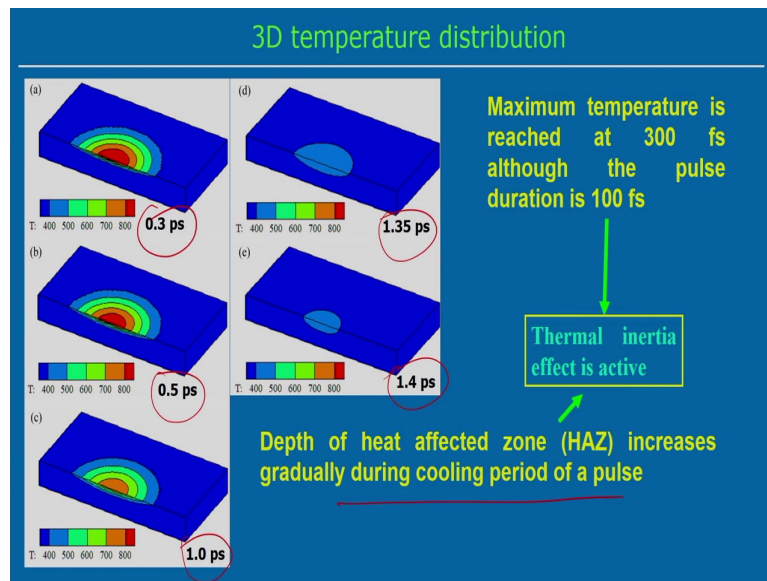 3D temperature distribution
(a)
T: 400 500 600 700 800
0.3 ps
(b)
T: 400 500 600 700 800
0.5 ps
(c)
T: 400 500 600 700 800
1.0 ps
(d)
T: 400 500 600 700 800
1.35 ps
(e)
T: 400 500 600 700 800
1.4 ps
Maximum temperature is
reached at 300 fs
although the pulse
duration is 100 fs
Thermal inertia
effect is active
Depth of heat affected zone (HAZ) increases
gradually during cooling period of a pulse